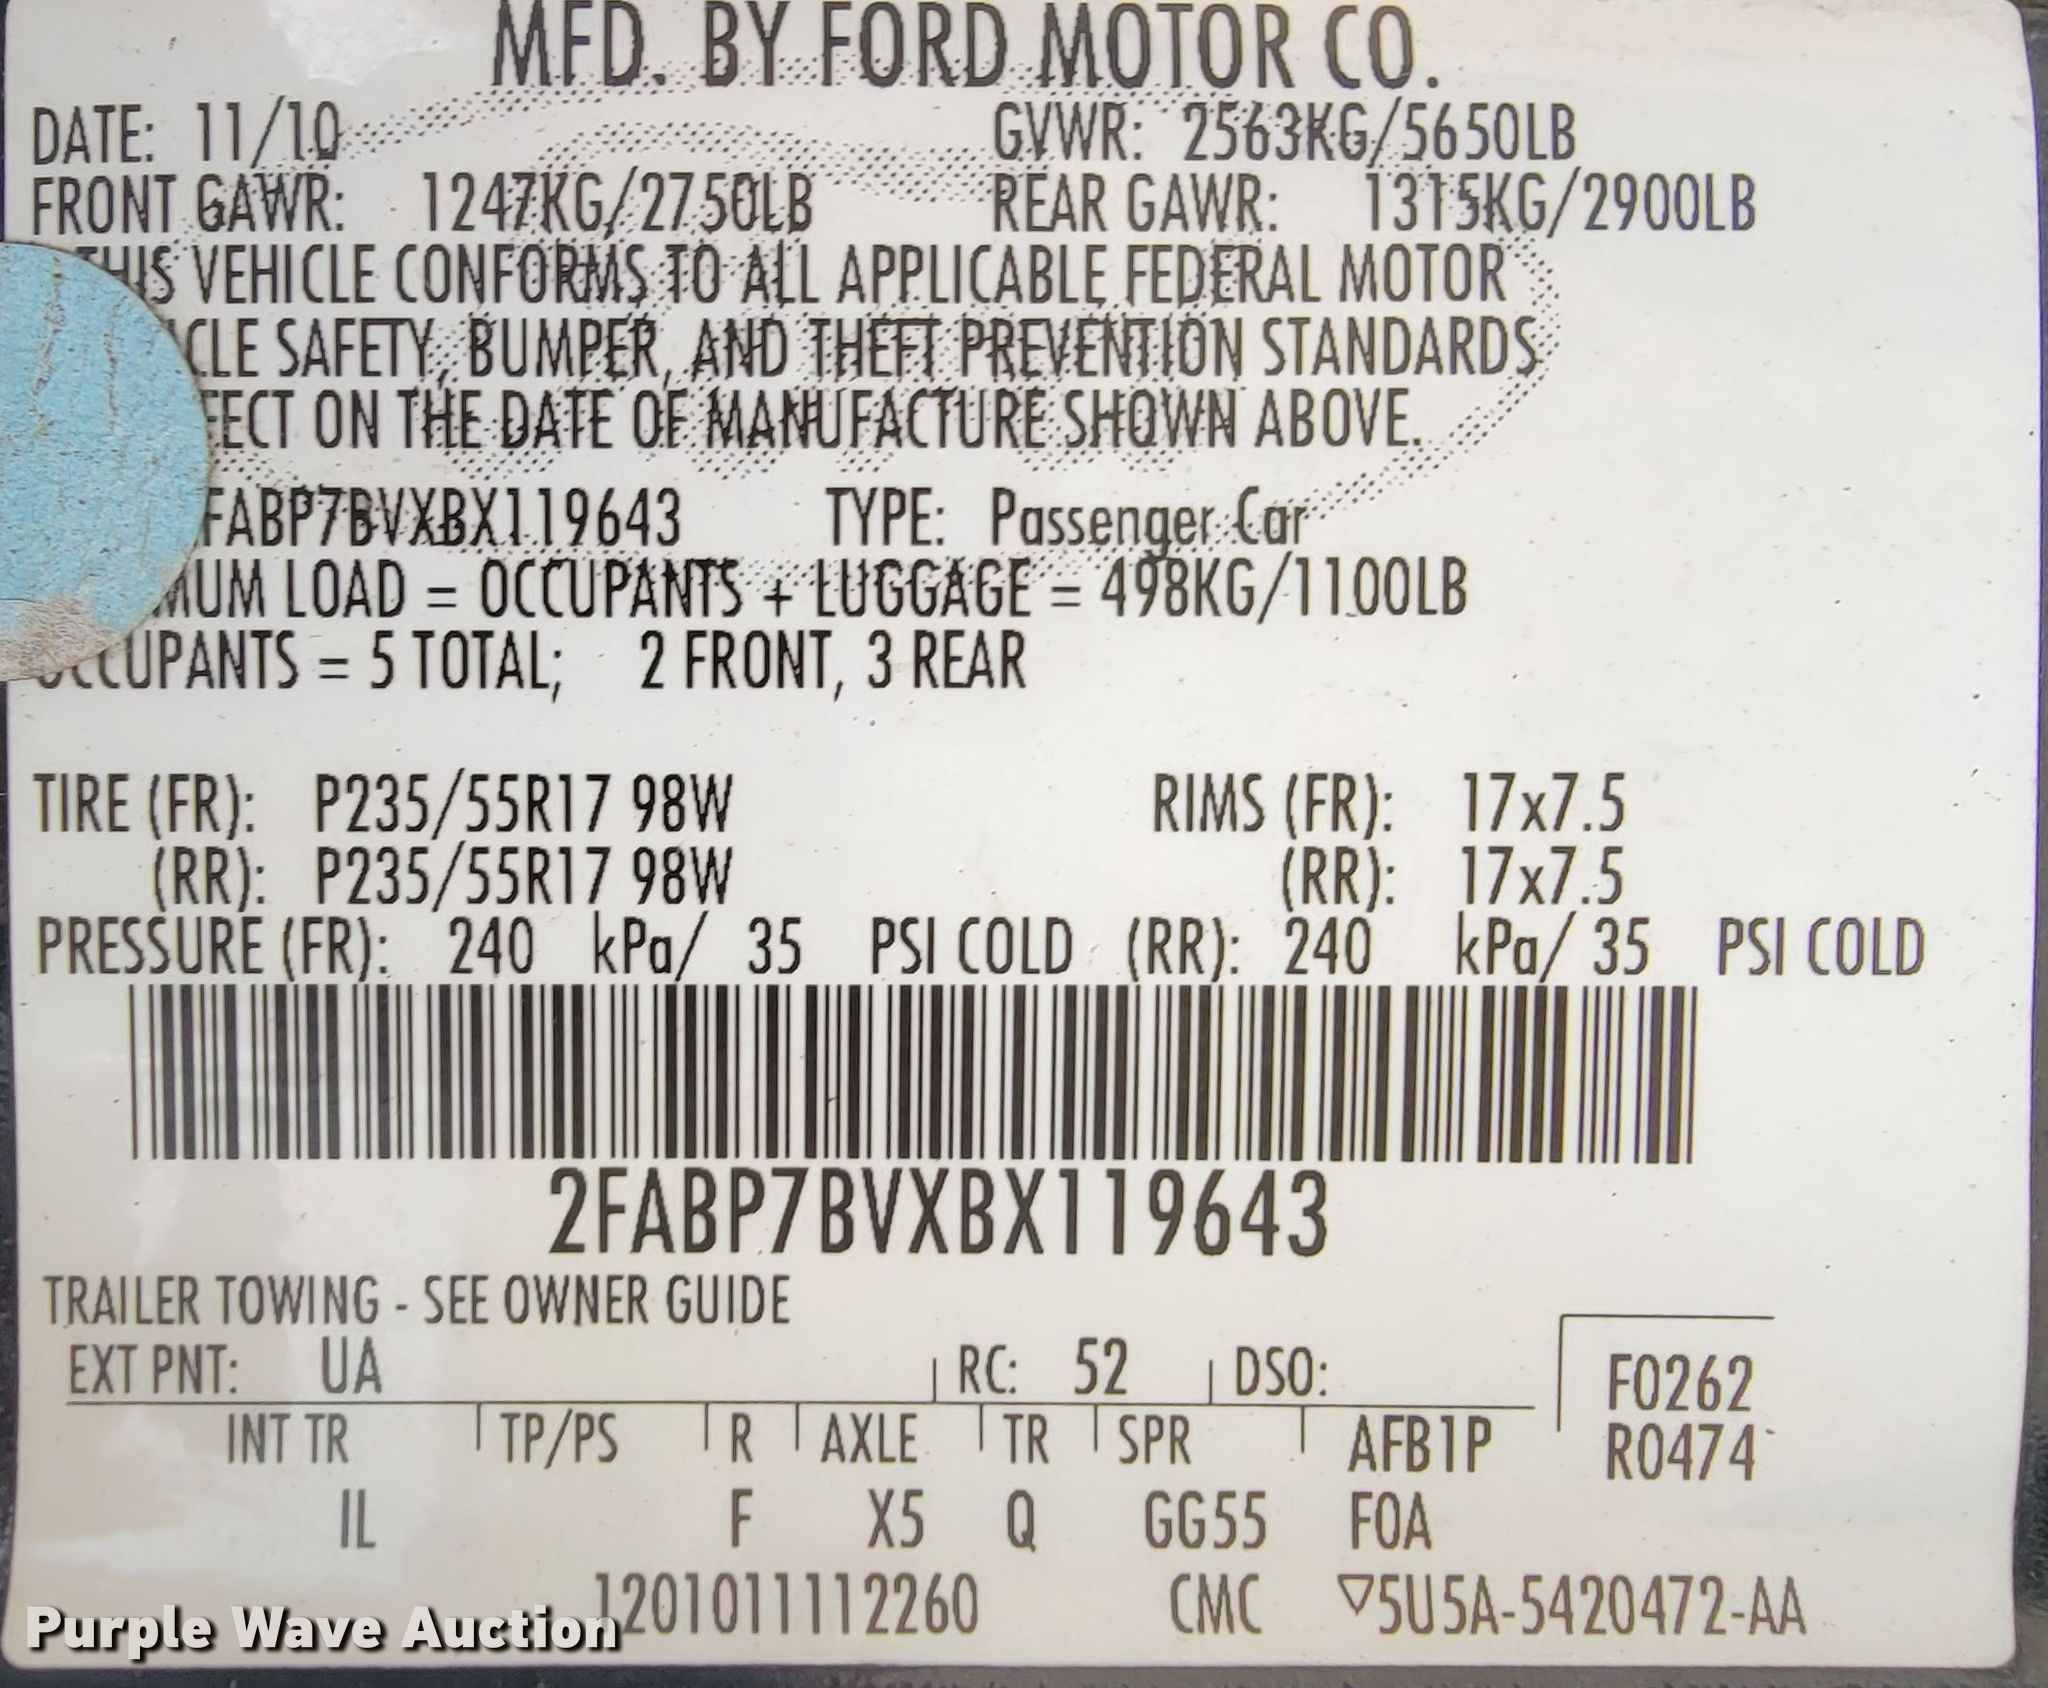 MFD. BY FORD MOTOR CO.
DATE: 11/10 GVWR: 2563KG/5650LB
FRONT GAWR: 1247KG/2750LB REAR GAWR: 1315KG/2900LB
THIS VEHICLE CONFORMS TO ALL APPLICABLE FEDERAL MOTOR
CLE SAFETY, BUMPER, AND THEFT PREVENTION STANDARDS
FECT ON THE DATE OF MANUFACTURE SHOWN ABOVE.
FABP7BVXBX119643 TYPE: Passenger Car
MUM LOAD = OCCUPANTS + LUGGAGE = 498KG/1100LB
OCCUPANTS = 5 TOTAL; 2 FRONT, 3 REAR
TIRE (FR): P235/55R17 98W RIMS (FR): 17x7.5
(RR): P235/55R17 98W (RR): 17x7.5
PRESSURE (FR): 240 kPa/ 35 PSI COLD (RR): 240 kPa/ 35 PSI COLD
2FABP7BVXBX119643
TRAILER TOWING - SEE OWNER GUIDE
EXT PNT: UA RC: 52 DSO: F0262
INT TR TP/PS R AXLE TR SPR AFB1P R0474
IL F X5 Q GG55 FOA
1201011112260 CMC ▽5U5A-5420472-AA
Purple Wave Auction